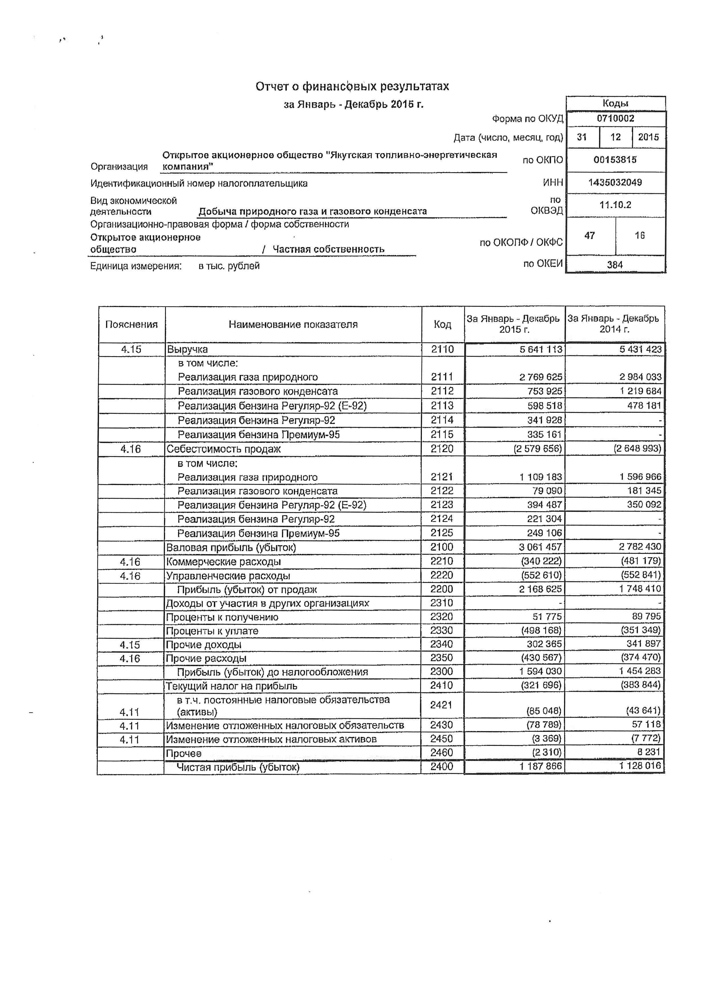 Отчет о финансовых результатах
за Январь - Декабрь 2015 г.
Коды
Форма по ОКУД 0710002
Дата (число, месяц, год) 31 12 2015
Открытое акционерное общество "Якутская топливно-энергетическая
Организация компания" по ОКПО 00153815
Идентификационный номер налогоплательщика ИНН 1435032049
Вид экономической по
деятельности Добыча природного газа и газового конденсата ОКВЭД 11.10.2
Организационно-правовая форма / форма собственности
Открытое акционерное
общество / Частная собственность по ОКОПФ / ОКФС 47 16
Единица измерения: в тыс. рублей по ОКЕИ 384
Пояснения Наименование показателя Код За Январь - Декабрь 2015 г. За Январь - Декабрь 2014 г.
4.15 Выручка 2110 5 641 113 5 431 423
в том числе:
Реализация газа природного 2111 2 769 625 2 984 033
Реализация газового конденсата 2112 753 925 1 219 684
Реализация бензина Регуляр-92 (Е-92) 2113 598 518 478 181
Реализация бензина Регуляр-92 2114 341 928 -
Реализация бензина Премиум-95 2115 335 161 -
4.16 Себестоимость продаж 2120 (2 579 656) (2 648 993)
в том числе:
Реализация газа природного 2121 1 109 183 1 596 966
Реализация газового конденсата 2122 79 090 181 345
Реализация бензина Регуляр-92 (Е-92) 2123 394 487 350 092
Реализация бензина Регуляр-92 2124 221 304 -
Реализация бензина Премиум-95 2125 249 106 -
Валовая прибыль (убыток) 2100 3 061 457 2 782 430
4.16 Коммерческие расходы 2210 (340 222) (481 179)
4.16 Управленческие расходы 2220 (552 610) (552 841)
Прибыль (убыток) от продаж 2200 2 168 625 1 748 410
Доходы от участия в других организациях 2310 - -
Проценты к получению 2320 51 775 89 795
Проценты к уплате 2330 (498 168) (351 349)
4.15 Прочие доходы 2340 302 365 341 897
4.16 Прочие расходы 2350 (430 567) (374 470)
Прибыль (убыток) до налогообложения 2300 1 594 030 1 454 283
Текущий налог на прибыль 2410 (321 696) (383 844)
в т.ч. постоянные налоговые обязательства
4.11 (активы) 2421 (85 048) (43 641)
4.11 Изменение отложенных налоговых обязательств 2430 (78 789) 57 118
4.11 Изменение отложенных налоговых активов 2450 (3 369) (7 772)
Прочее 2460 (2 310) 8 231
Чистая прибыль (убыток) 2400 1 187 866 1 128 016